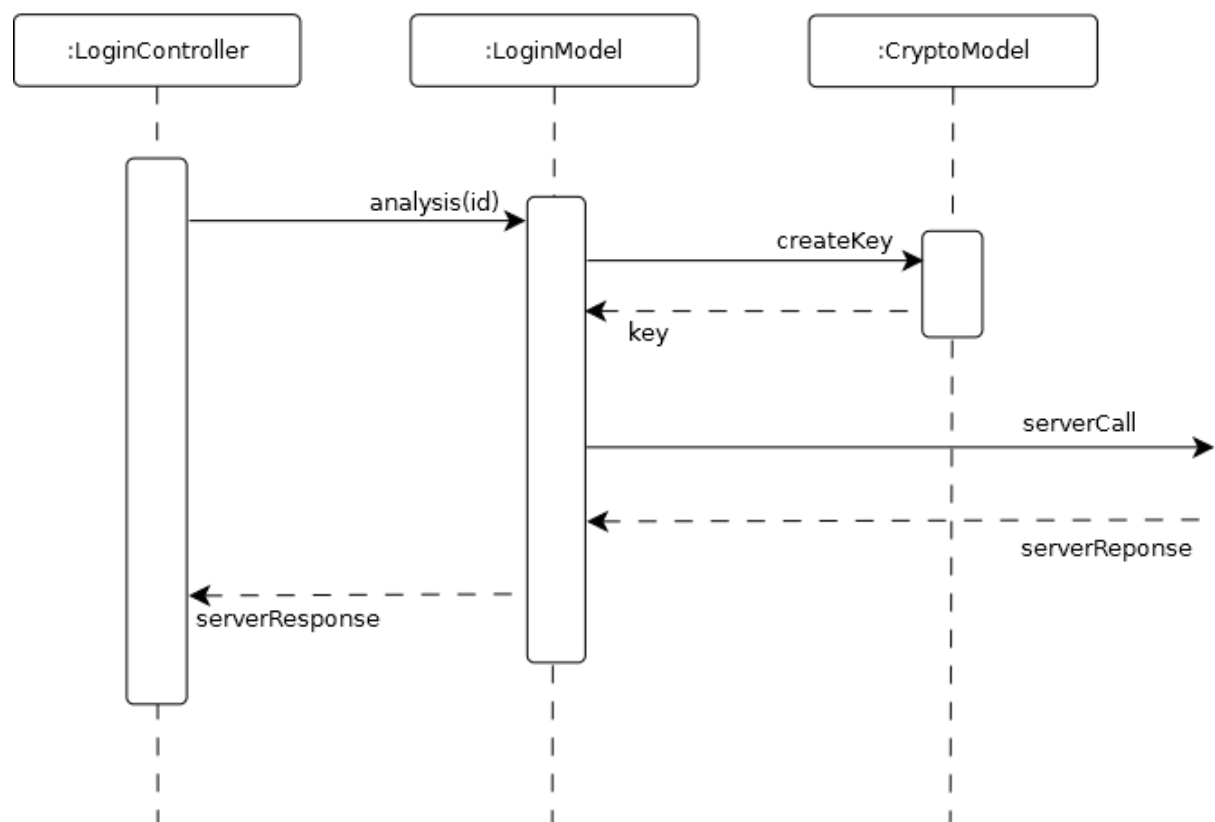 :LoginController
:LoginModel
:CryptoModel
analysis(id)
createKey
key
serverCall
serverReponse
serverResponse